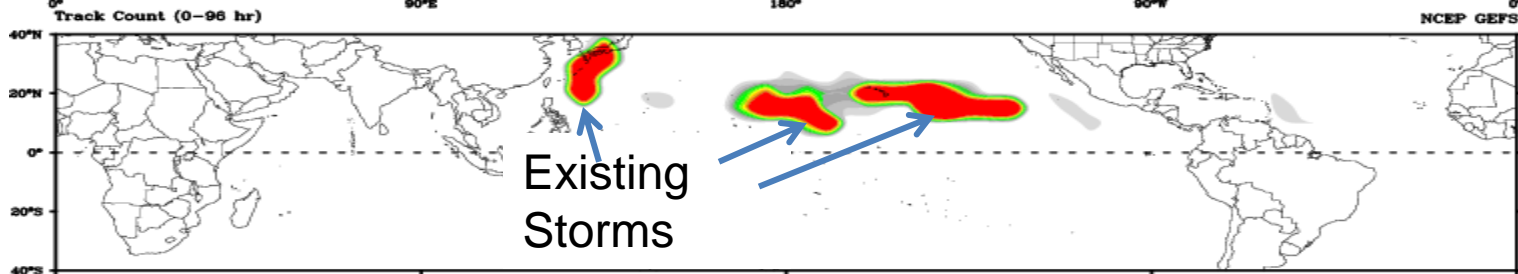 0° 90°E 180° 90°W 0°
Track Count (0-96 hr) NCEP GEFS
40°N
20°N
0°
20°S
40°S
Existing
Storms